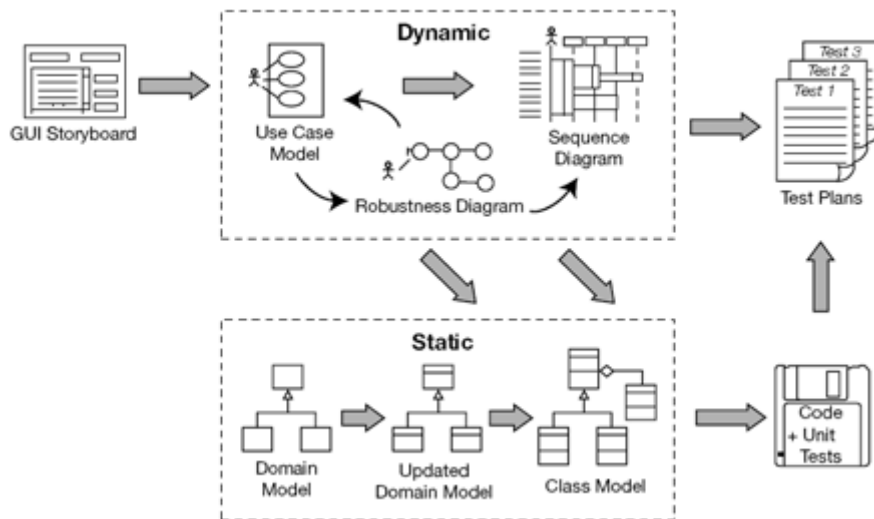 Dynamic
GUI Storyboard
Use Case
Model
Robustness Diagram
Sequence
Diagram
Test 3
Test 2
Test 1
Test Plans
Static
Domain
Model
Updated
Domain Model
Class Model
Code
+ Unit
Tests